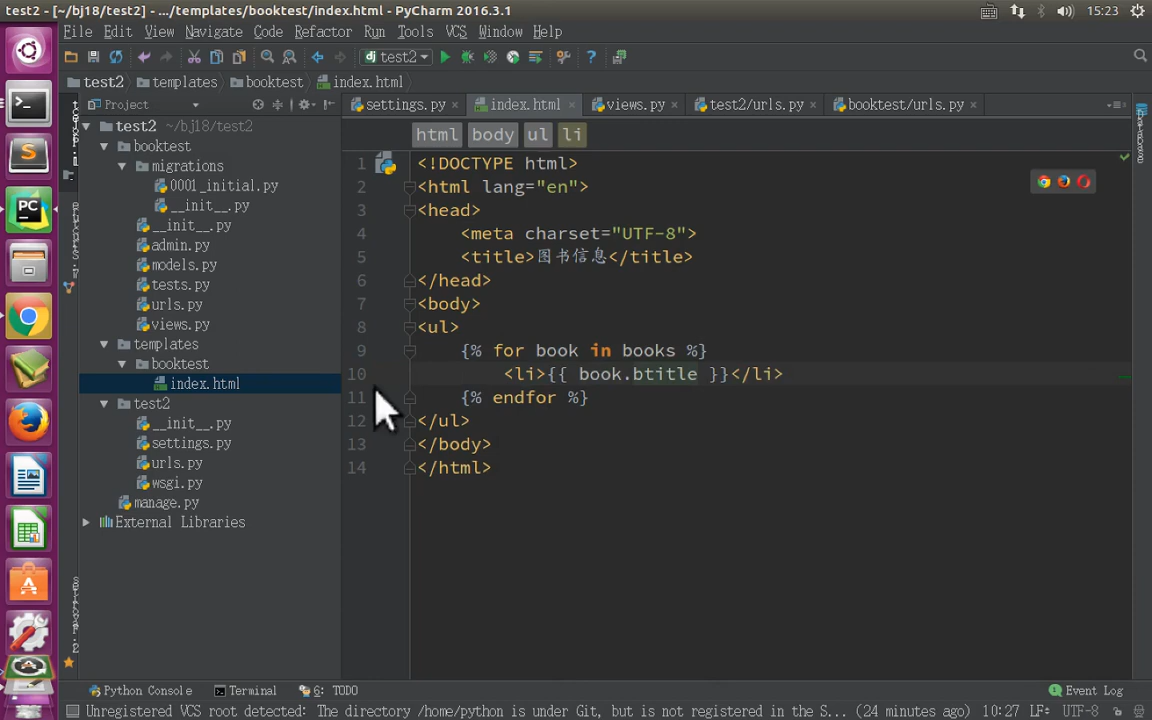 test2 - [~/bj18/test2] - .../templates/booktest/index.html - PyCharm 2016.3.1
15:23
File Edit View Navigate Code Refactor Run Tools VCS Window Help
test2
test2 templates booktest index.html
Project
settings.py index.html views.py test2/urls.py booktest/urls.py
html body ul li
test2 ~/bj18/test2
booktest
migrations
0001_initial.py
__init__.py
__init__.py
admin.py
models.py
tests.py
urls.py
views.py
templates
booktest
index.html
test2
__init__.py
settings.py
urls.py
wsgi.py
manage.py
External Libraries
1 <!DOCTYPE html>
2 <html lang="en">
3 <head>
4 <meta charset="UTF-8">
5 <title>图书信息</title>
6 </head>
7 <body>
8 <ul>
9 {% for book in books %}
10 <li>{{ book.btitle }}</li>
11 {% endfor %}
12 </ul>
13 </body>
14 </html>
Python Console Terminal 6: TODO Event Log
Unregistered VCS root detected: The directory /home/python is under Git, but is not registered in the S... (24 minutes ago) 10:27 LF÷ UTF-8